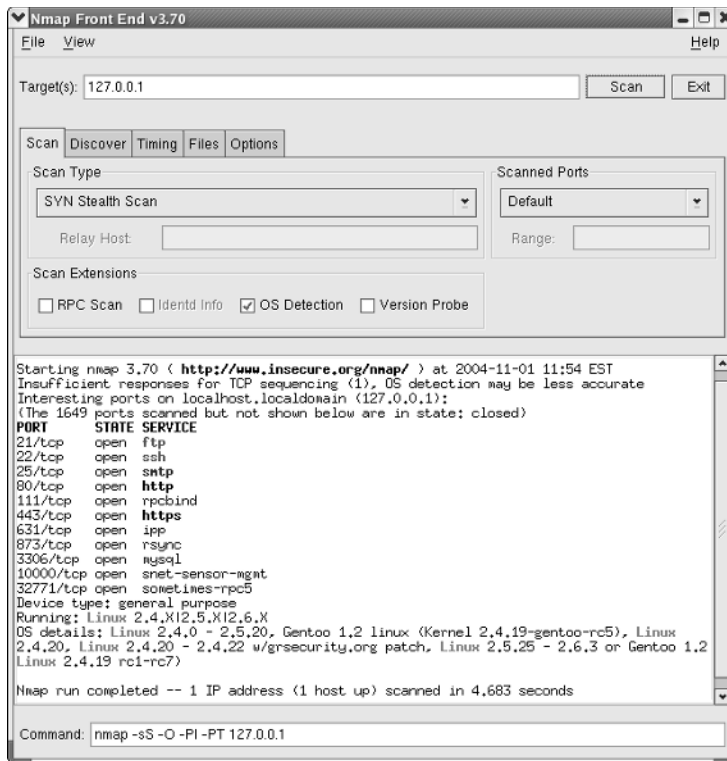 Nmap Front End v3.70
File View Help
Target(s): 127.0.0.1 Scan Exit
Scan Discover Timing Files Options
Scan Type Scanned Ports
SYN Stealth Scan Default
Relay Host: Range:
Scan Extensions
RPC Scan Identd Info OS Detection Version Probe
Starting nmap 3.70 ( http://www.insecure.org/nmap/ ) at 2004-11-01 11:54 EST
Insufficient responses for TCP sequencing (1), OS detection may be less accurate
Interesting ports on localhost.localdomain (127.0.0.1):
(The 1649 ports scanned but not shown below are in state: closed)
PORT STATE SERVICE
21/tcp open ftp
22/tcp open ssh
25/tcp open smtp
80/tcp open http
111/tcp open rpcbind
443/tcp open https
631/tcp open ipp
873/tcp open rsync
3306/tcp open mysql
10000/tcp open snet-sensor-mgmt
32771/tcp open sometimes-rpc5
Device type: general purpose
Running: Linux 2.4.X|2.5.X|2.6.X
OS details: Linux 2.4.0 - 2.5.20, Gentoo 1.2 linux (Kernel 2.4.19-gentoo-rc5), Linux
2.4.20, Linux 2.4.20 - 2.4.22 w/grsecurity.org patch, Linux 2.5.25 - 2.6.3 or Gentoo 1.2
Linux 2.4.19 rc1-rc7)
Nmap run completed -- 1 IP address (1 host up) scanned in 4.683 seconds
Command: nmap -sS -O -PI -PT 127.0.0.1